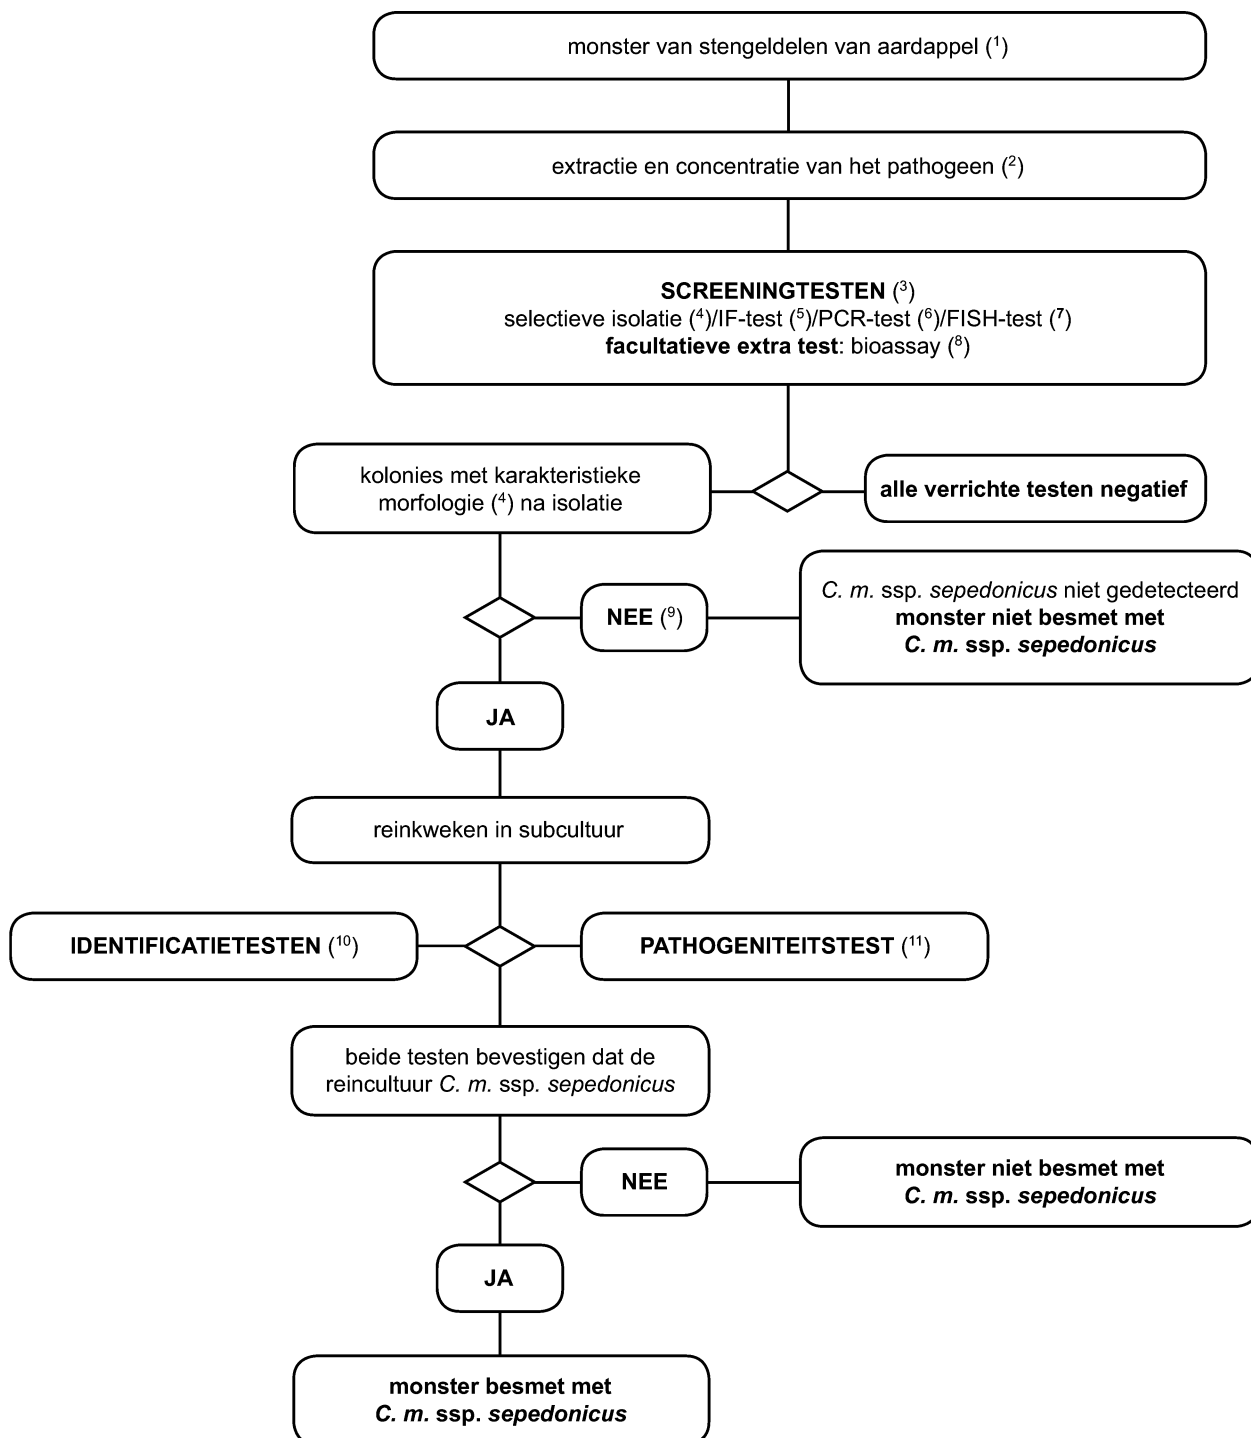 monster van stengeldelen van aardappel (1)
extractie en concentratie van het pathogeen (2)
SCREENINGTESTEN (3)
selectieve isolatie (4)/IF-test (5)/PCR-test (6)/FISH-test (7)
facultatieve extra test: bioassay (8)
kolonies met karakteristieke
morfologie (4) na isolatie
alle verrichte testen negatief
NEE (9)
C. m. ssp. sepedonicus niet gedetecteerd
monster niet besmet met
C. m. ssp. sepedonicus
JA
reinkweken in subcultuur
IDENTIFICATIETESTEN (10)
PATHOGENITEITSTEST (11)
beide testen bevestigen dat de
reincultuur C. m. ssp. sepedonicus
NEE
monster niet besmet met
C. m. ssp. sepedonicus
JA
monster besmet met
C. m. ssp. sepedonicus